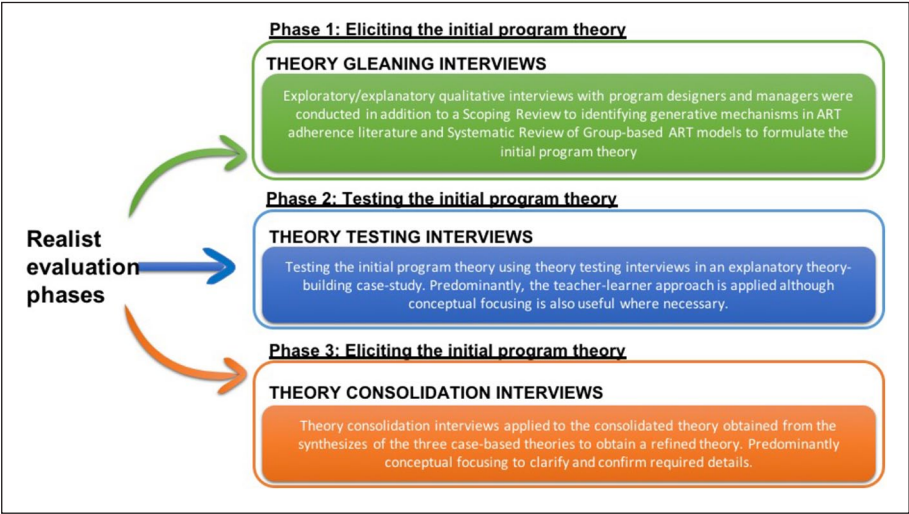 Phase 1: Eliciting the initial program theory
THEORY GLEANING INTERVIEWS
Exploratory/explanatory qualitative interviews with program designers and managers were
conducted in addition to a Scoping Review to identifying generative mechanisms in ART
adherence literature and Systematic Review of Group-based ART models to formulate the
initial program theory
Realist
evaluation
phases
Phase 2: Testing the initial program theory
THEORY TESTING INTERVIEWS
Testing the initial program theory using theory testing interviews in an explanatory theory-
building case-study. Predominantly, the teacher-learner approach is applied although
conceptual focusing is also useful where necessary.
Phase 3: Eliciting the initial program theory
THEORY CONSOLIDATION INTERVIEWS
Theory consolidation interviews applied to the consolidated theory obtained from the
synthesizes of the three case-based theories to obtain a refined theory. Predominantly
conceptual focusing to clarify and confirm required details.